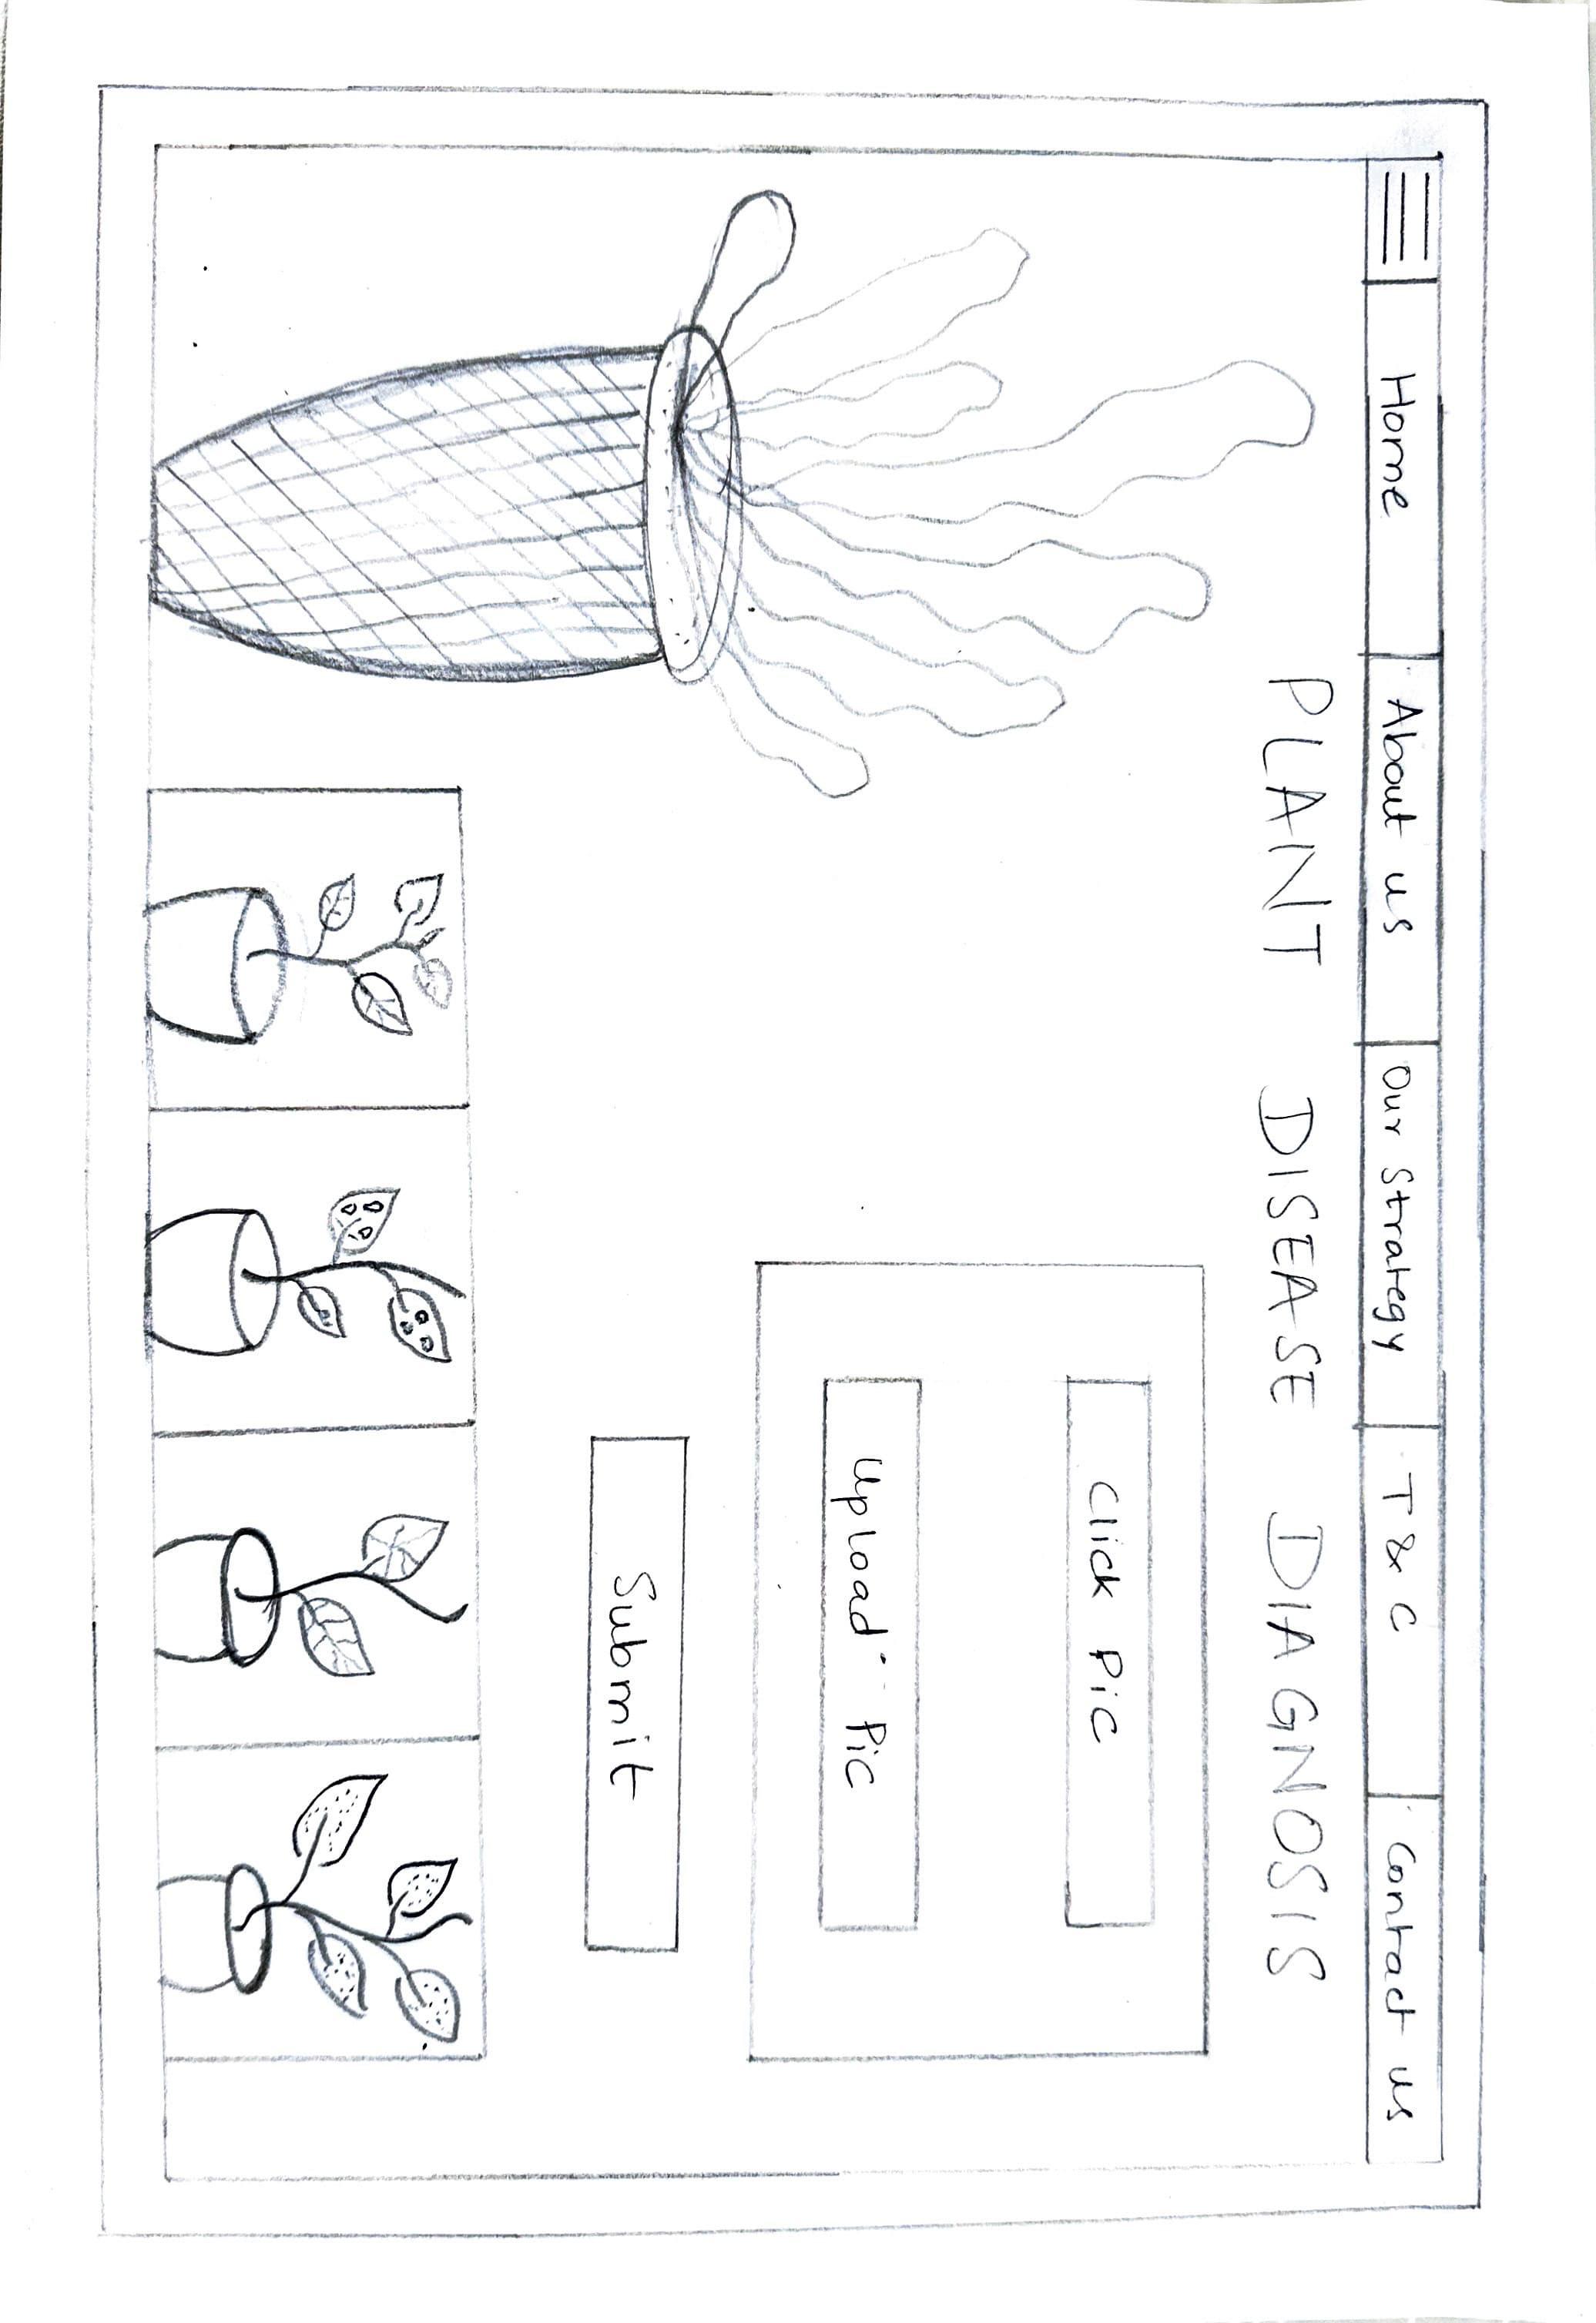 Home
About us
Our Strategy
T & C
Contact us
PLANT DISEASE DIAGNOSIS
Click Pic
Upload Pic
Submit